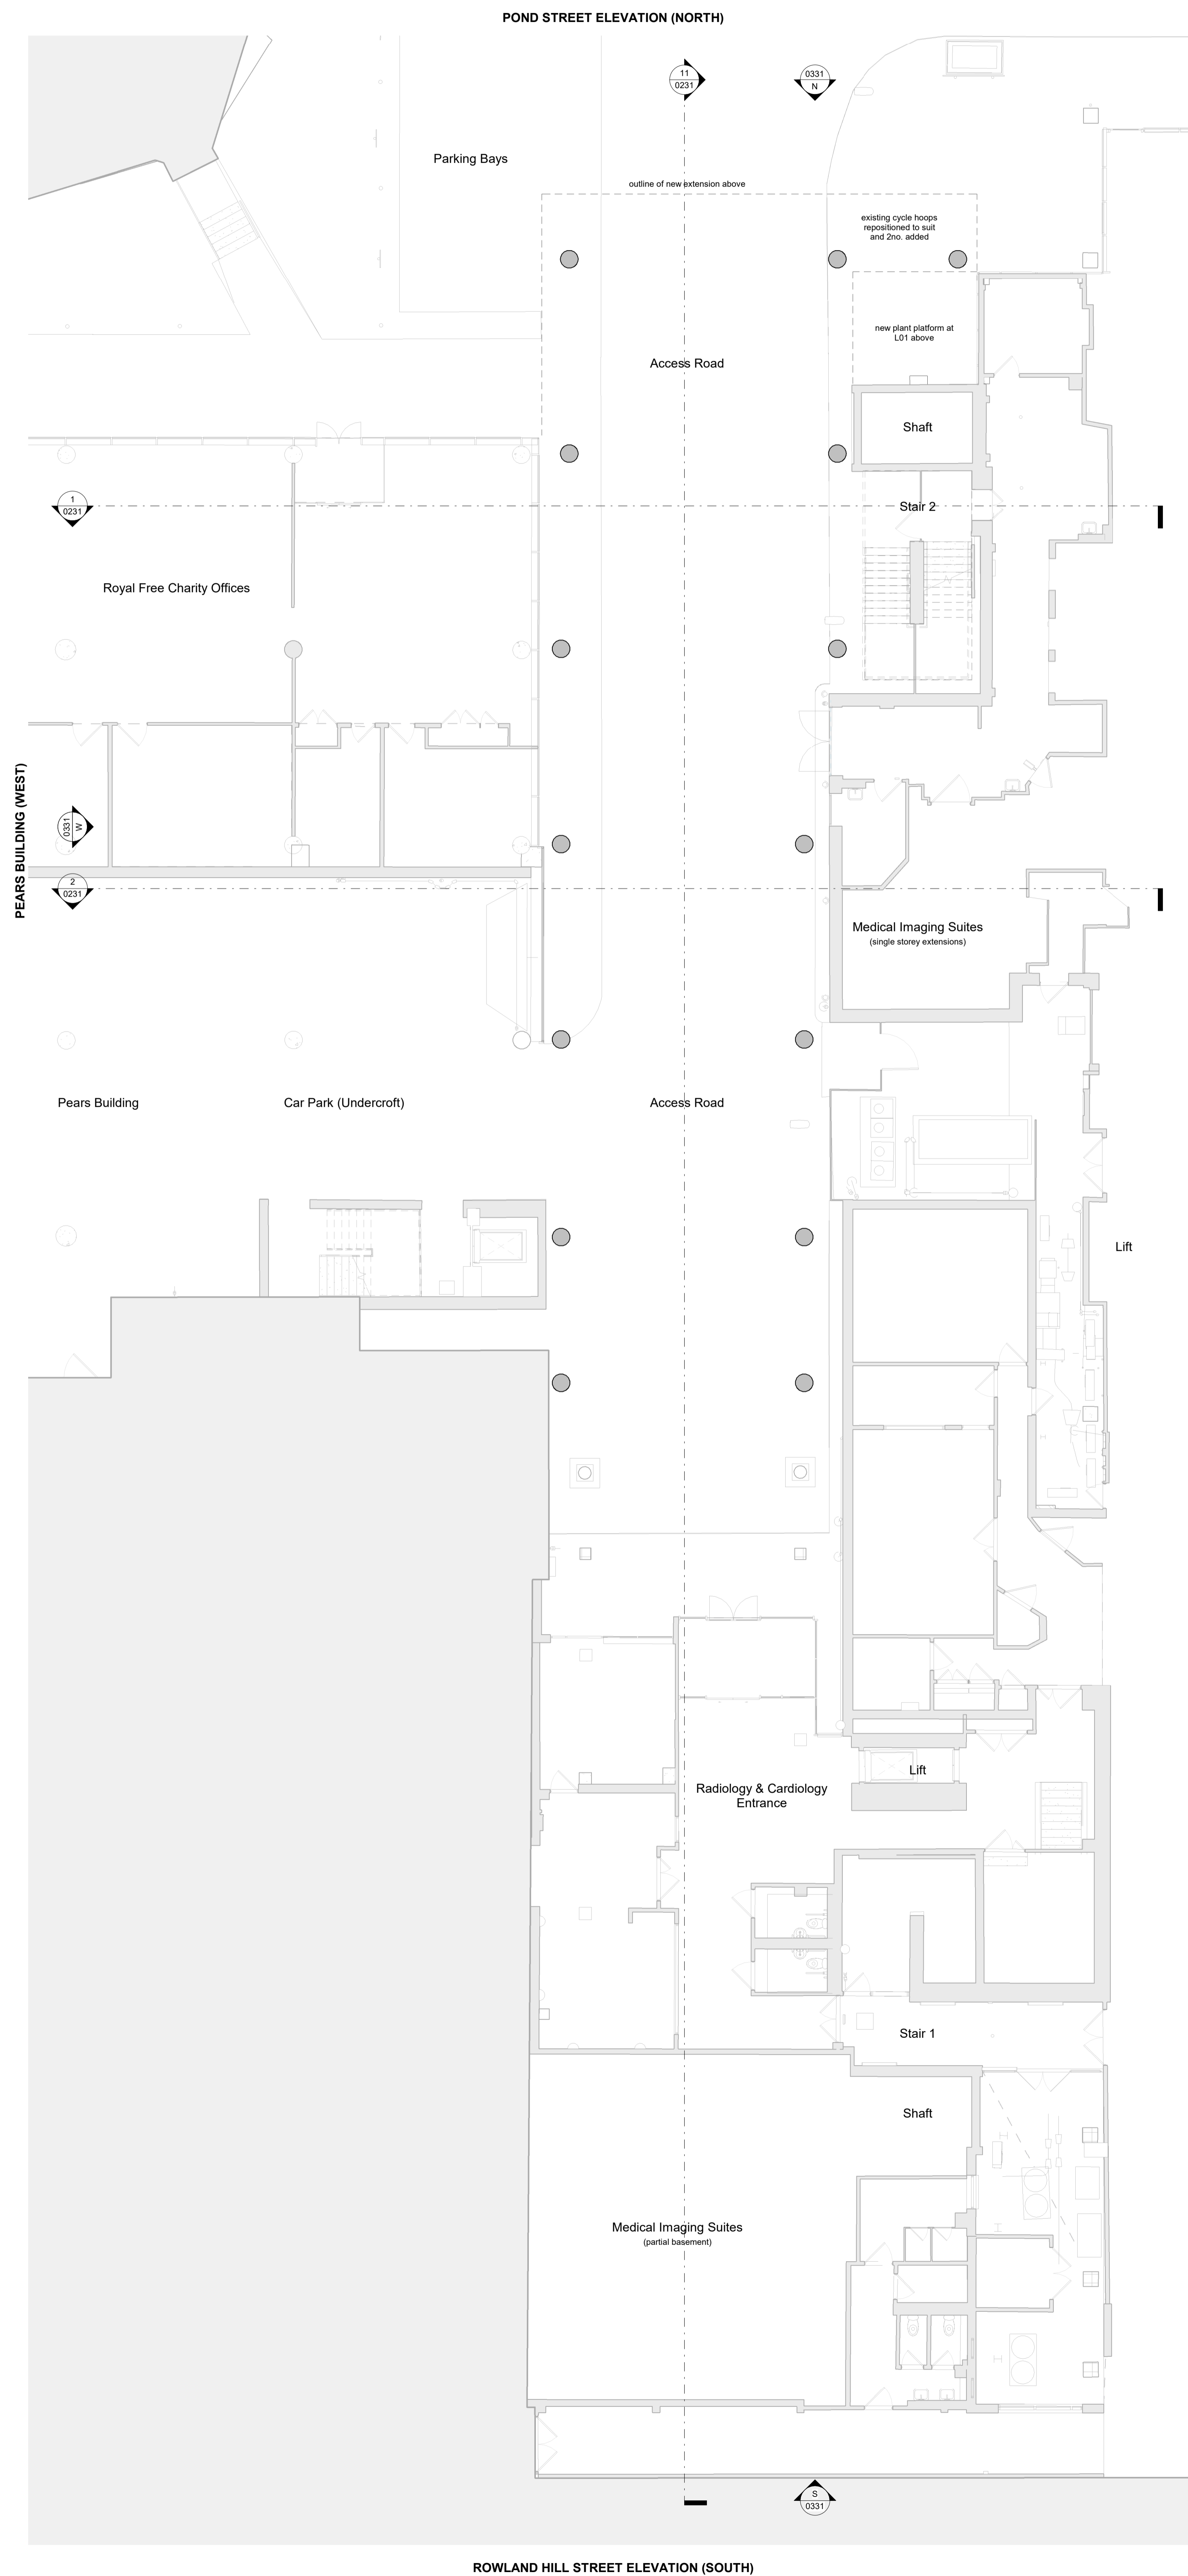 POND STREET ELEVATION (NORTH)
11
0231
0331
N
Parking Bays
outline of new extension above
existing cycle hoops
repositioned to suit
and 2no. added
new plant platform at
L01 above
Access Road
Shaft
1
0231
Stair 2
Royal Free Charity Offices
PEARS BUILDING (WEST)
0331
W
2
0231
Medical Imaging Suites
(single storey extensions)
Pears Building
Car Park (Undercroft)
Access Road
Lift
Lift
Radiology & Cardiology
Entrance
Stair 1
Shaft
Medical Imaging Suites
(partial basement)
S
0331
ROWLAND HILL STREET ELEVATION (SOUTH)